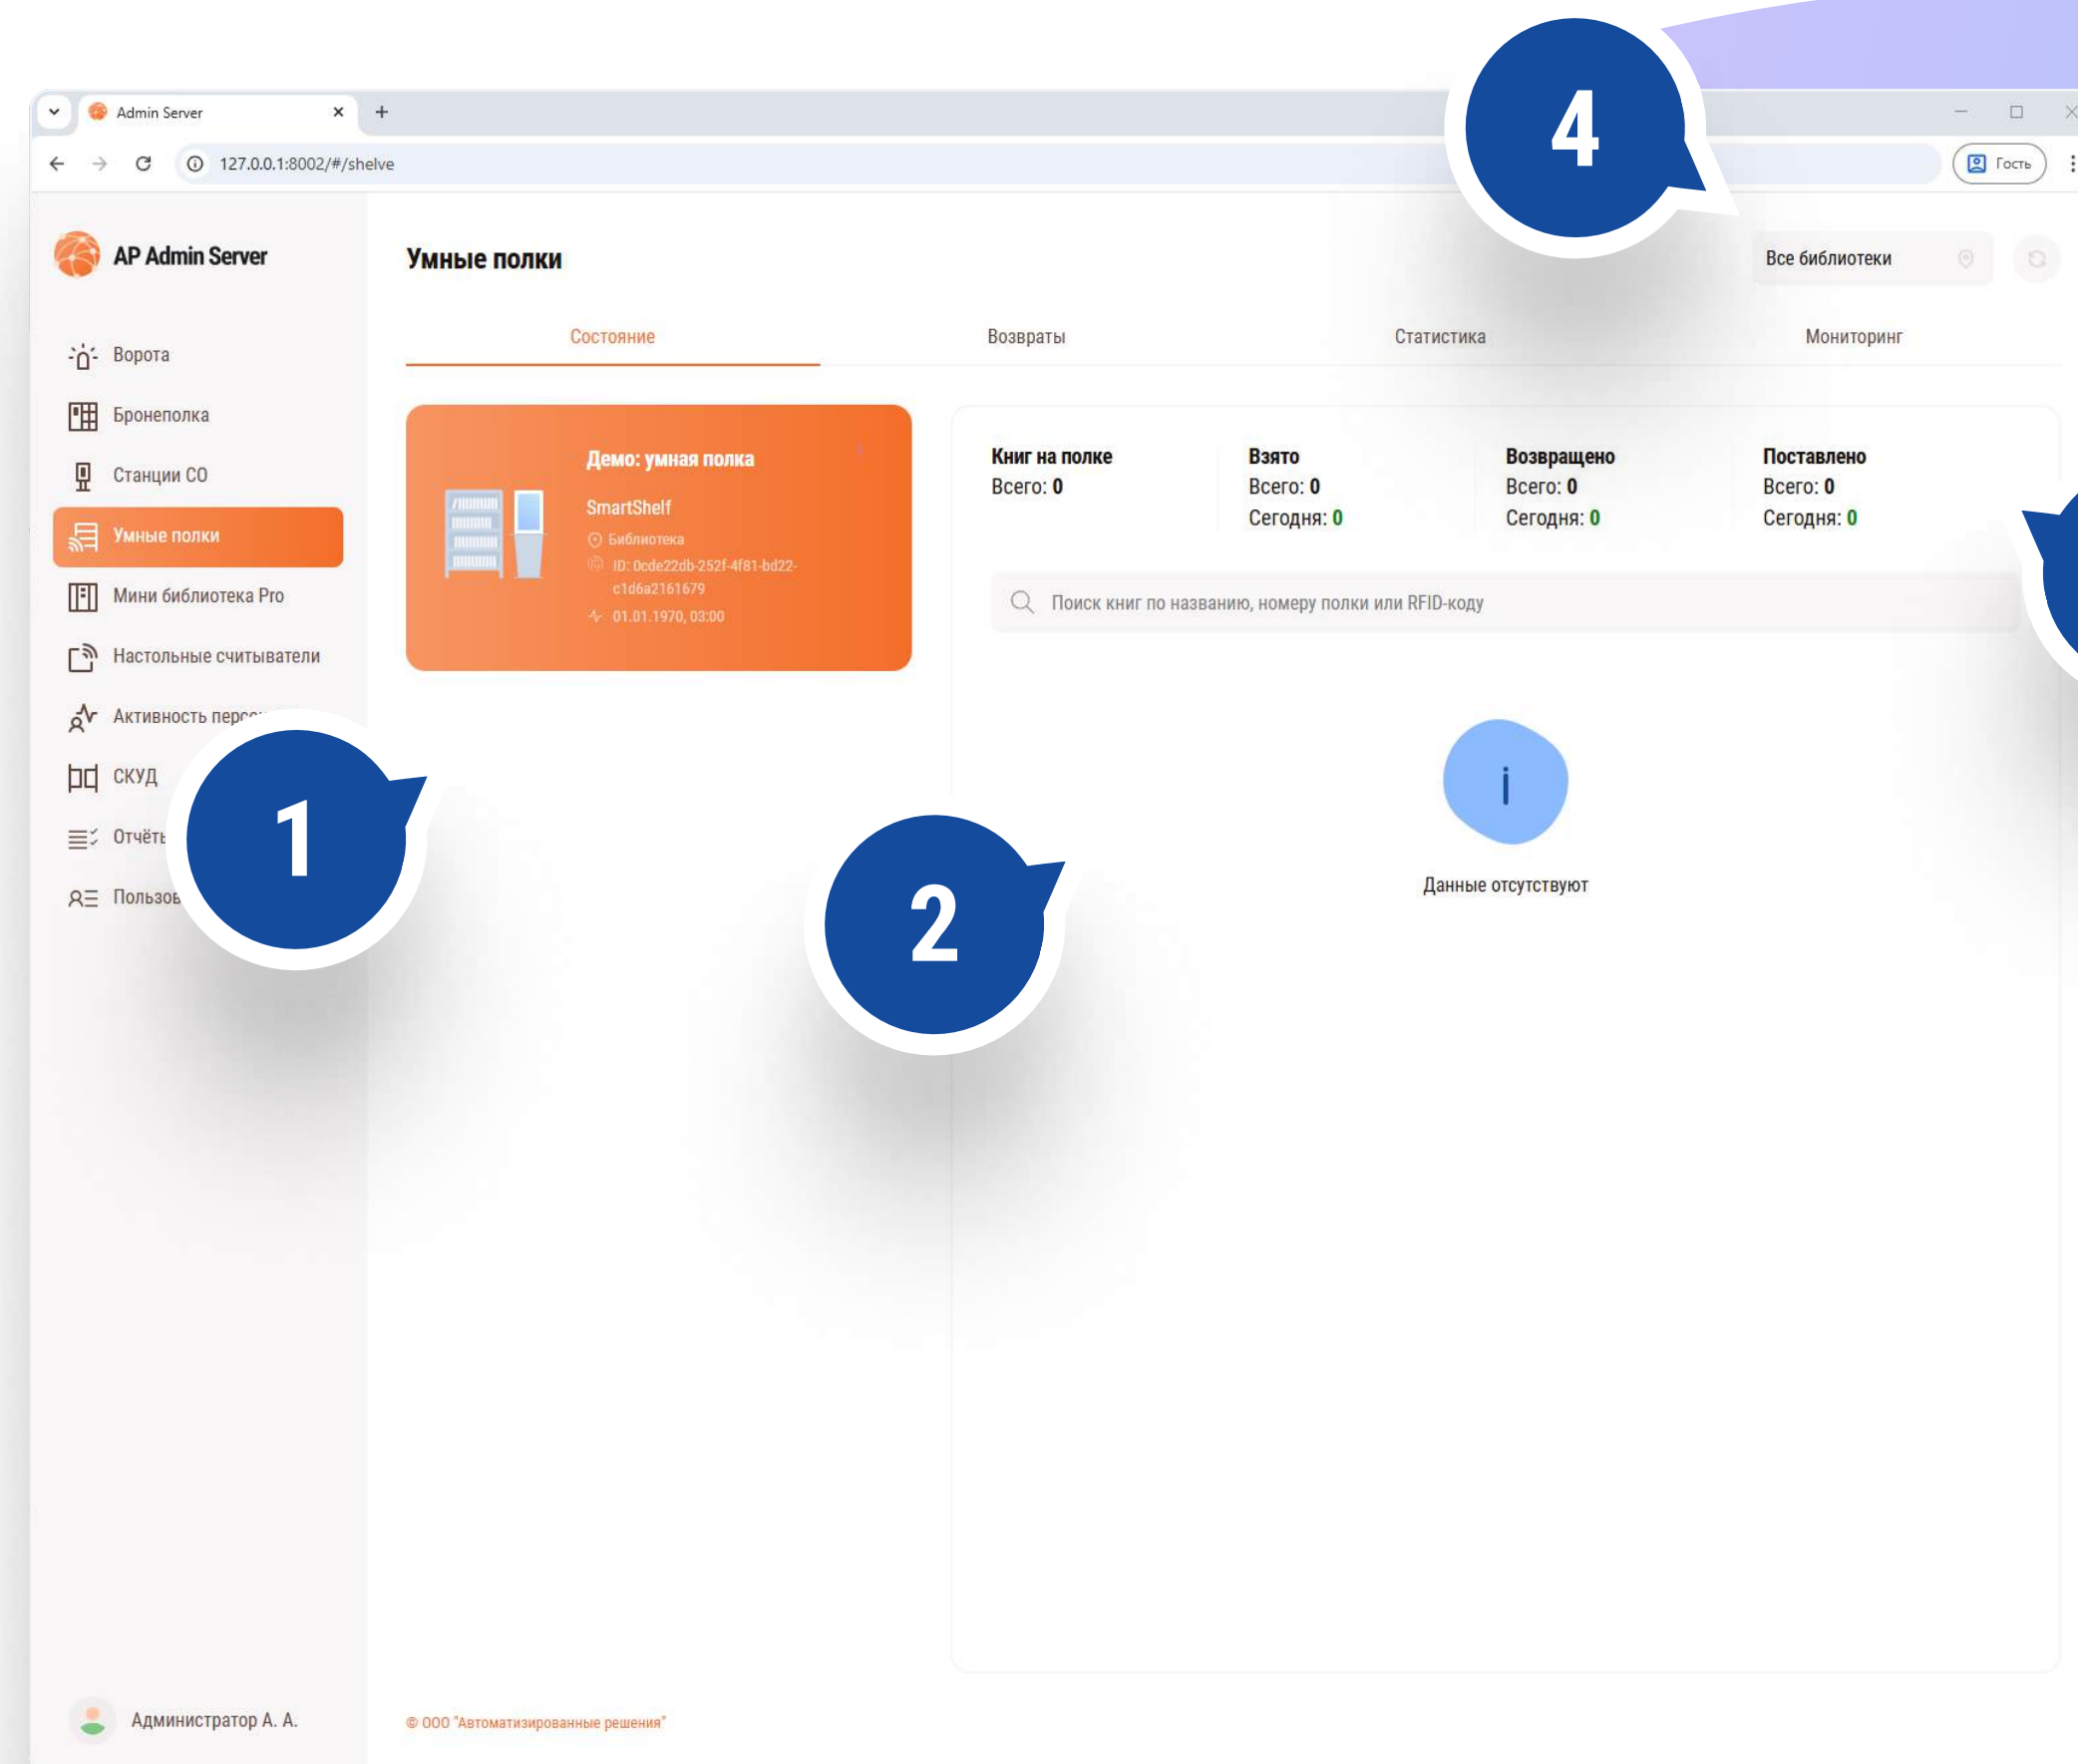 4
Admin Server
127.0.0.1:8002/#/shelve
Гость
AP Admin Server
Умные полки
Все библиотеки
Состояние
Возвраты
Статистика
Мониторинг
Ворота
Бронеполка
Станции СО
Умные полки
Мини библиотека Pro
Настольные считыватели
Активность
СКУД
Демо: умная полка
SmartShelf
Библиотека
ID: 0cde22db-252f-4f81-bd22-
c1d6a2161679
01.01.1970, 03:00
Книг на полке
Всего: 0
Взято
Всего: 0
Сегодня: 0
Возвращено
Всего: 0
Сегодня: 0
Поставлено
Всего: 0
Сегодня: 0
Поиск книг по названию, номеру полки или RFID-коду
i
Данные отсутствуют
1
2
Администратор А. А.
© ООО "Автоматизированные решения"